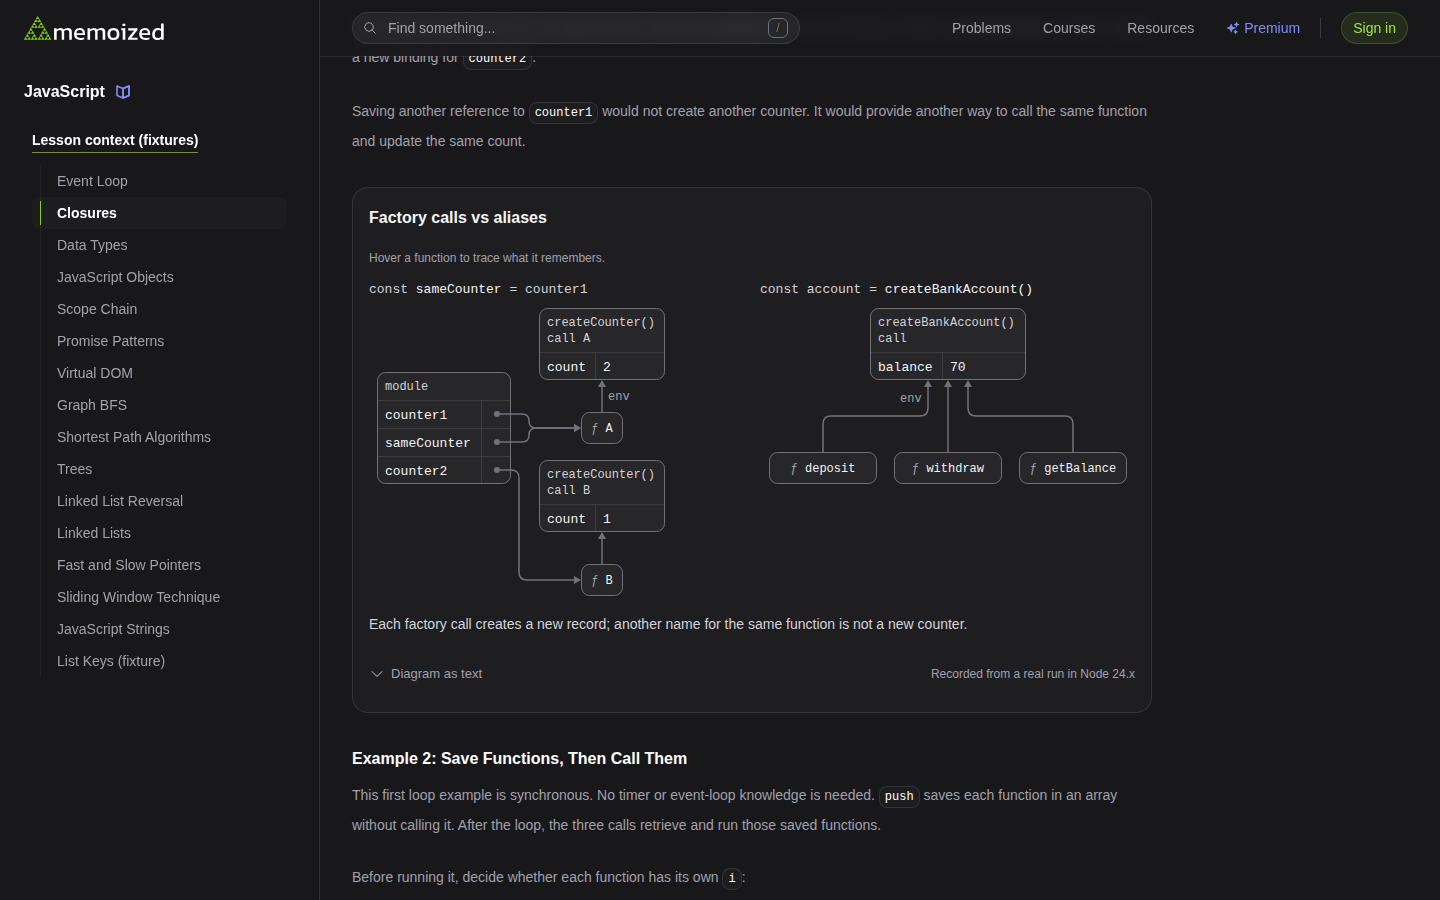 memoized
Find something...
/
Problems
Courses
Resources
Premium
Sign in
JavaScript
Lesson context (fixtures)
Event Loop
Closures
Data Types
JavaScript Objects
Scope Chain
Promise Patterns
Virtual DOM
Graph BFS
Shortest Path Algorithms
Trees
Linked List Reversal
Linked Lists
Fast and Slow Pointers
Sliding Window Technique
JavaScript Strings
List Keys (fixture)
a new binding for counter2.
Saving another reference to counter1 would not create another counter. It would provide another way to call the same function
and update the same count.
Factory calls vs aliases
Hover a function to trace what it remembers.
const sameCounter = counter1
createCounter()
call A
count 2
module
counter1
sameCounter
counter2
env
ƒ A
createCounter()
call B
count 1
ƒ B
const account = createBankAccount()
createBankAccount()
call
balance 70
env
ƒ deposit
ƒ withdraw
ƒ getBalance
Each factory call creates a new record; another name for the same function is not a new counter.
Diagram as text
Recorded from a real run in Node 24.x
Example 2: Save Functions, Then Call Them
This first loop example is synchronous. No timer or event-loop knowledge is needed. push saves each function in an array
without calling it. After the loop, the three calls retrieve and run those saved functions.
Before running it, decide whether each function has its own i: